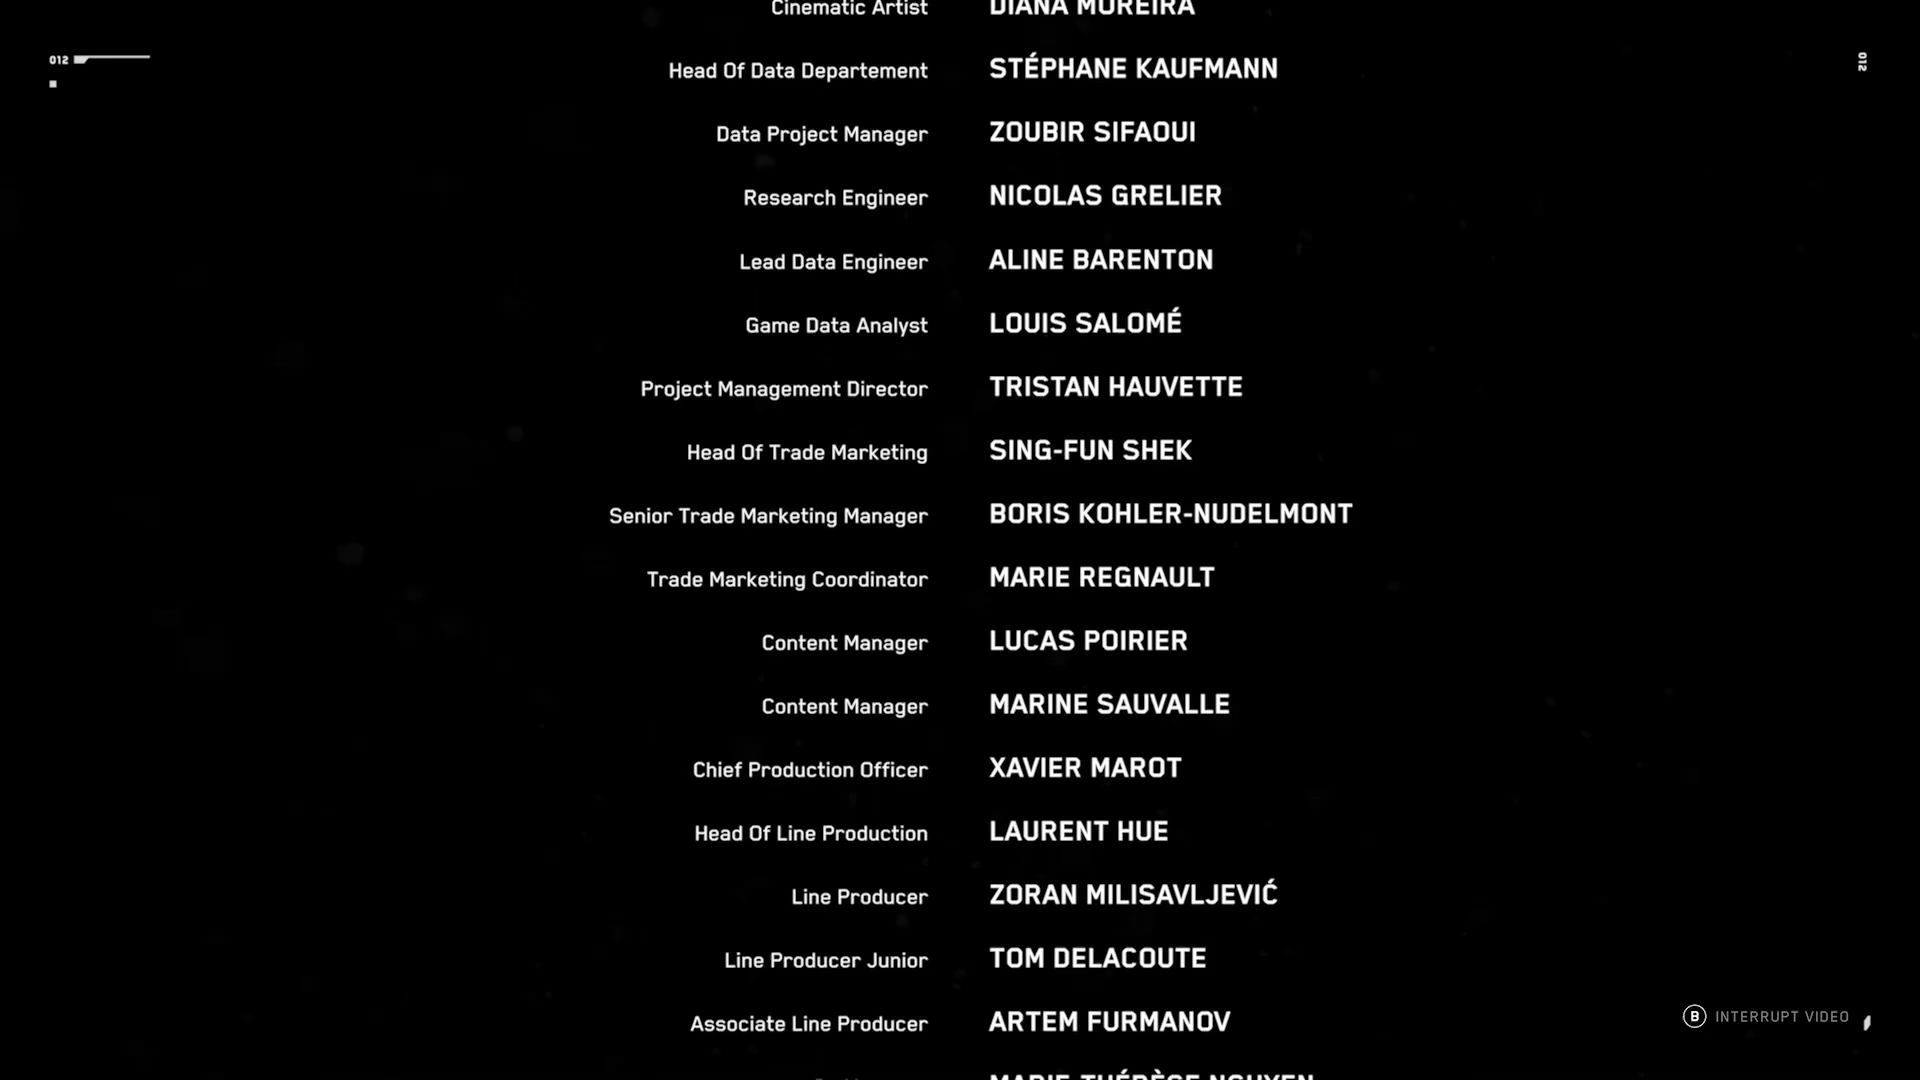 Cinematic Artist DIANA MOREIRA
012
012
Head Of Data Departement STÉPHANE KAUFMANN
Data Project Manager ZOUBIR SIFAOUI
Research Engineer NICOLAS GRELIER
Lead Data Engineer ALINE BARENTON
Game Data Analyst LOUIS SALOMÉ
Project Management Director TRISTAN HAUVETTE
Head Of Trade Marketing SING-FUN SHEK
Senior Trade Marketing Manager BORIS KOHLER-NUDELMONT
Trade Marketing Coordinator MARIE REGNAULT
Content Manager LUCAS POIRIER
Content Manager MARINE SAUVALLE
Chief Production Officer XAVIER MAROT
Head Of Line Production LAURENT HUE
Line Producer ZORAN MILISAVLJEVIĆ
Line Producer Junior TOM DELACOUTE
Associate Line Producer ARTEM FURMANOV
B INTERRUPT VIDEO
MARIE-THÉRÈSE NGUYEN